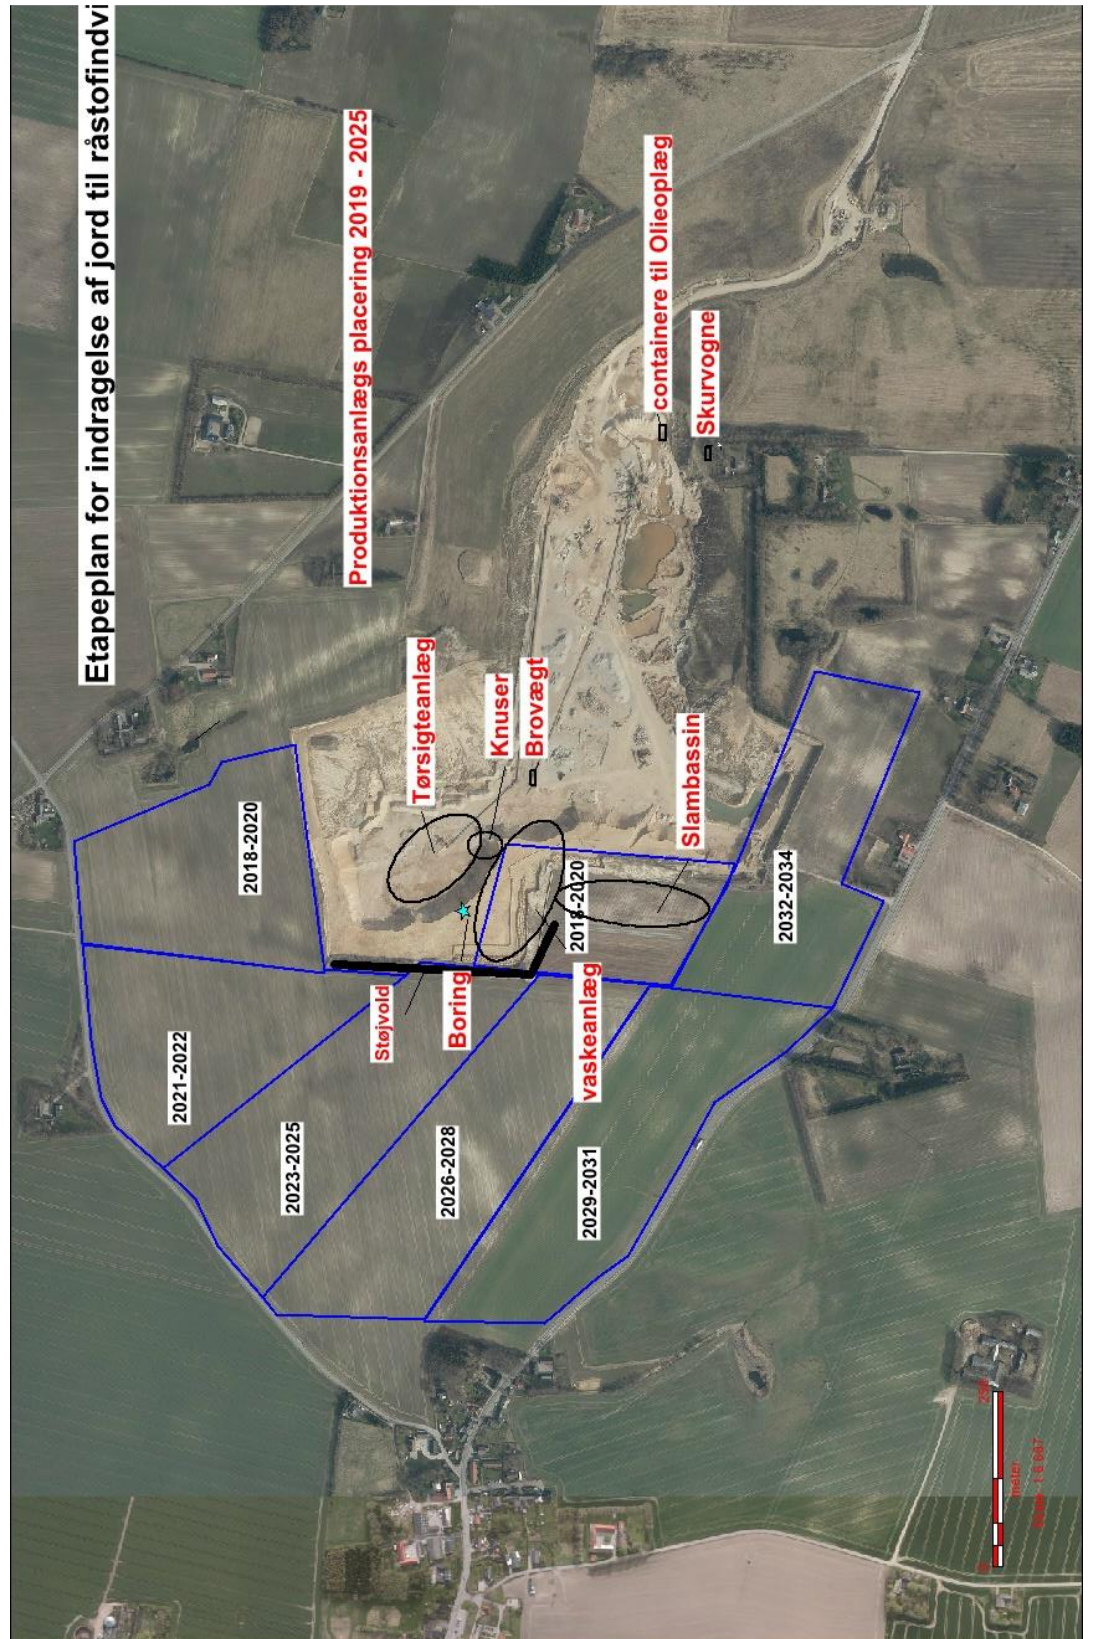 Etapeplan for indragelse af jord til råstofindvi
Produktionsanlægs placering 2019 - 2025
2018-2020
2021-2022
2023-2025
2026-2028
2029-2031
2018-2020
2032-2034
Tørsigteanlæg
Knuser
Brovægt
Støjvold
Boring
vaskeanlæg
Slambassin
containere til Olieoplæg
Skurvogne
meter